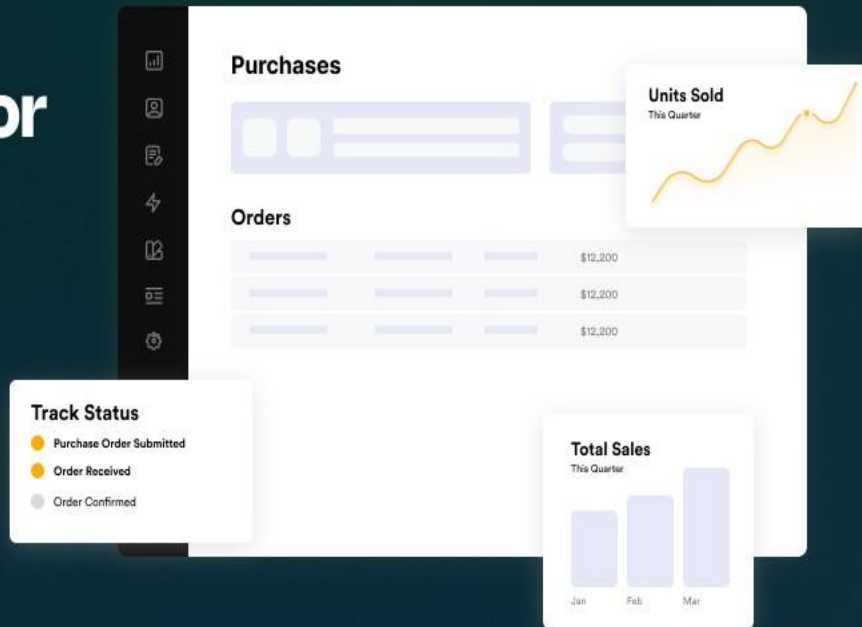 or
Purchases
Units Sold
This Quarter
Orders
$12,200
$12,200
$12,200
Track Status
Purchase Order Submitted
Order Received
Order Confirmed
Total Sales
This Quarter
Jan Feb Mar